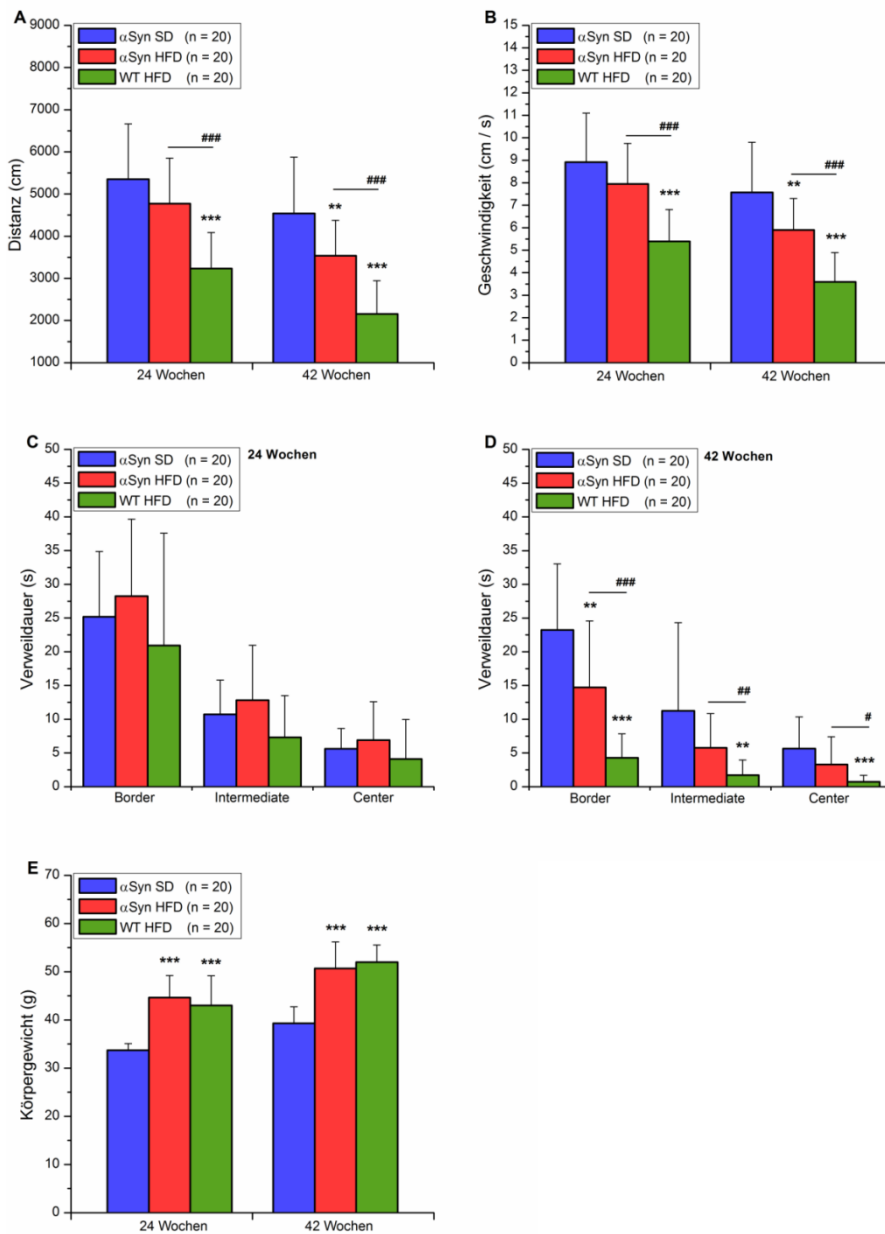 A
9000
8000
7000
6000
5000
4000
3000
2000
1000
Distanz (cm)
αSyn SD (n = 20)
αSyn HFD (n = 20)
WT HFD (n = 20)
###
***
###
**
***
24 Wochen
42 Wochen
B
15
14
13
12
11
10
9
8
7
6
5
4
3
2
1
0
Geschwindigkeit (cm / s)
αSyn SD (n = 20)
αSyn HFD (n = 20
WT HFD (n = 20)
###
***
###
**
***
24 Wochen
42 Wochen
C
24 Wochen
50
45
40
35
30
25
20
15
10
5
0
Verweildauer (s)
αSyn SD (n = 20)
αSyn HFD (n = 20)
WT HFD (n = 20)
Border
Intermediate
Center
D
42 Wochen
50
45
40
35
30
25
20
15
10
5
0
Verweildauer (s)
αSyn SD (n = 20)
αSyn HFD (n = 20)
WT HFD (n = 20)
###
**
***
##
**
#
***
Border
Intermediate
Center
E
70
60
50
40
30
20
10
0
Körpergewicht (g)
αSyn SD (n = 20)
αSyn HFD (n = 20)
WT HFD (n = 20)
***
***
***
***
24 Wochen
42 Wochen